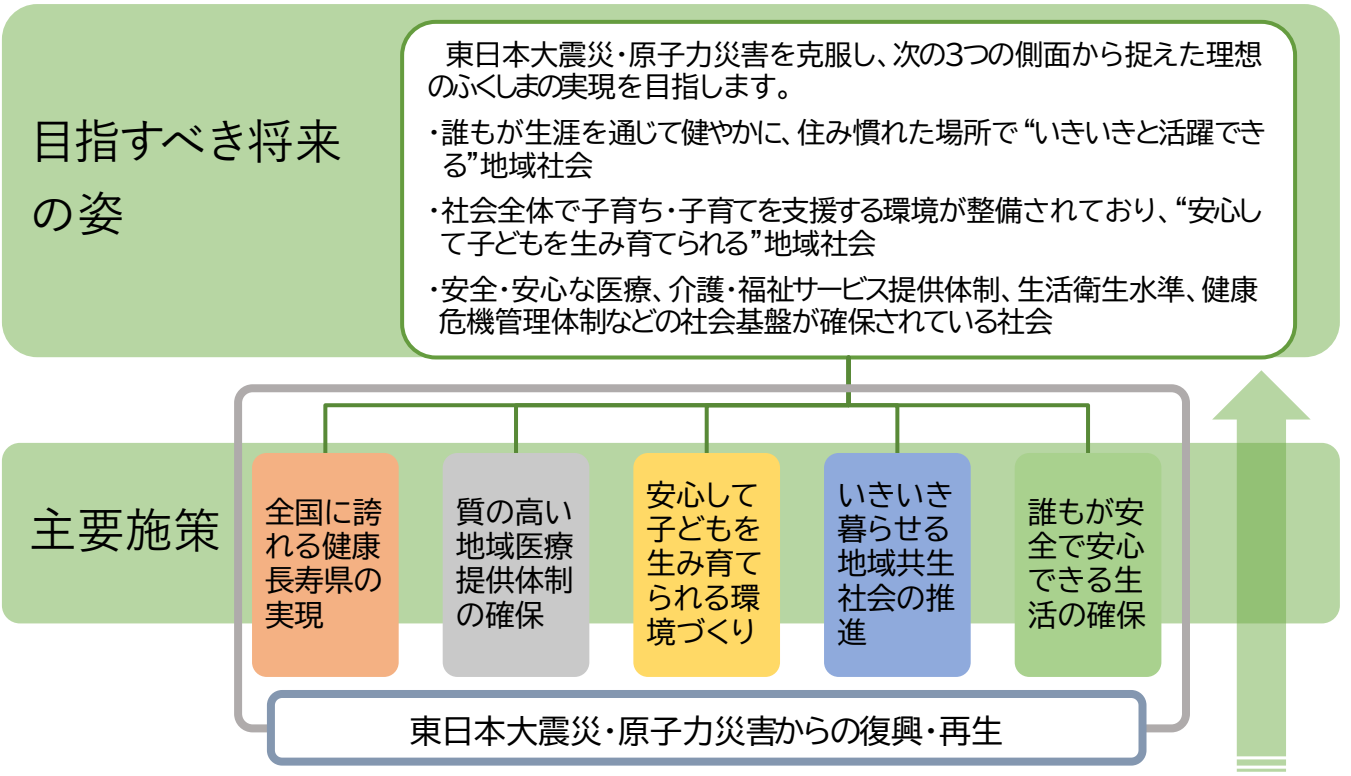 目指すべき将来
の姿
東日本大震災・原子力災害を克服し、次の3つの側面から捉えた理想
のふくしまの実現を目指します。
・誰もが生涯を通じて健やかに、住み慣れた場所で“いきいきと活躍でき
る”地域社会
・社会全体で子育ち・子育てを支援する環境が整備されており、“安心し
て子どもを生み育てられる”地域社会
・安全・安心な医療、介護・福祉サービス提供体制、生活衛生水準、健康
危機管理体制などの社会基盤が確保されている社会
主要施策
全国に誇
れる健康
長寿県の
実現
質の高い
地域医療
提供体制
の確保
安心して
子どもを
生み育て
られる環
境づくり
いきいき
暮らせる
地域共生
社会の推
進
誰もが安
全で安心
できる生
活の確保
東日本大震災・原子力災害からの復興・再生